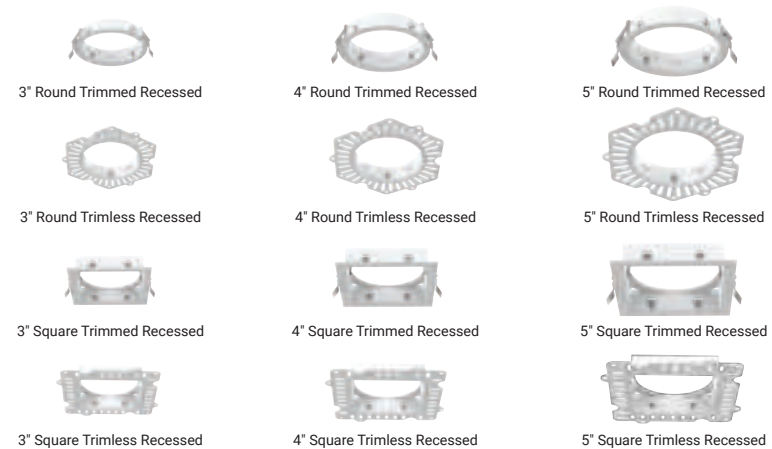 3" Round Trimmed Recessed
4" Round Trimmed Recessed
5" Round Trimmed Recessed
3" Round Trimless Recessed
4" Round Trimless Recessed
5" Round Trimless Recessed
3" Square Trimmed Recessed
4" Square Trimmed Recessed
5" Square Trimmed Recessed
3" Square Trimless Recessed
4" Square Trimless Recessed
5" Square Trimless Recessed